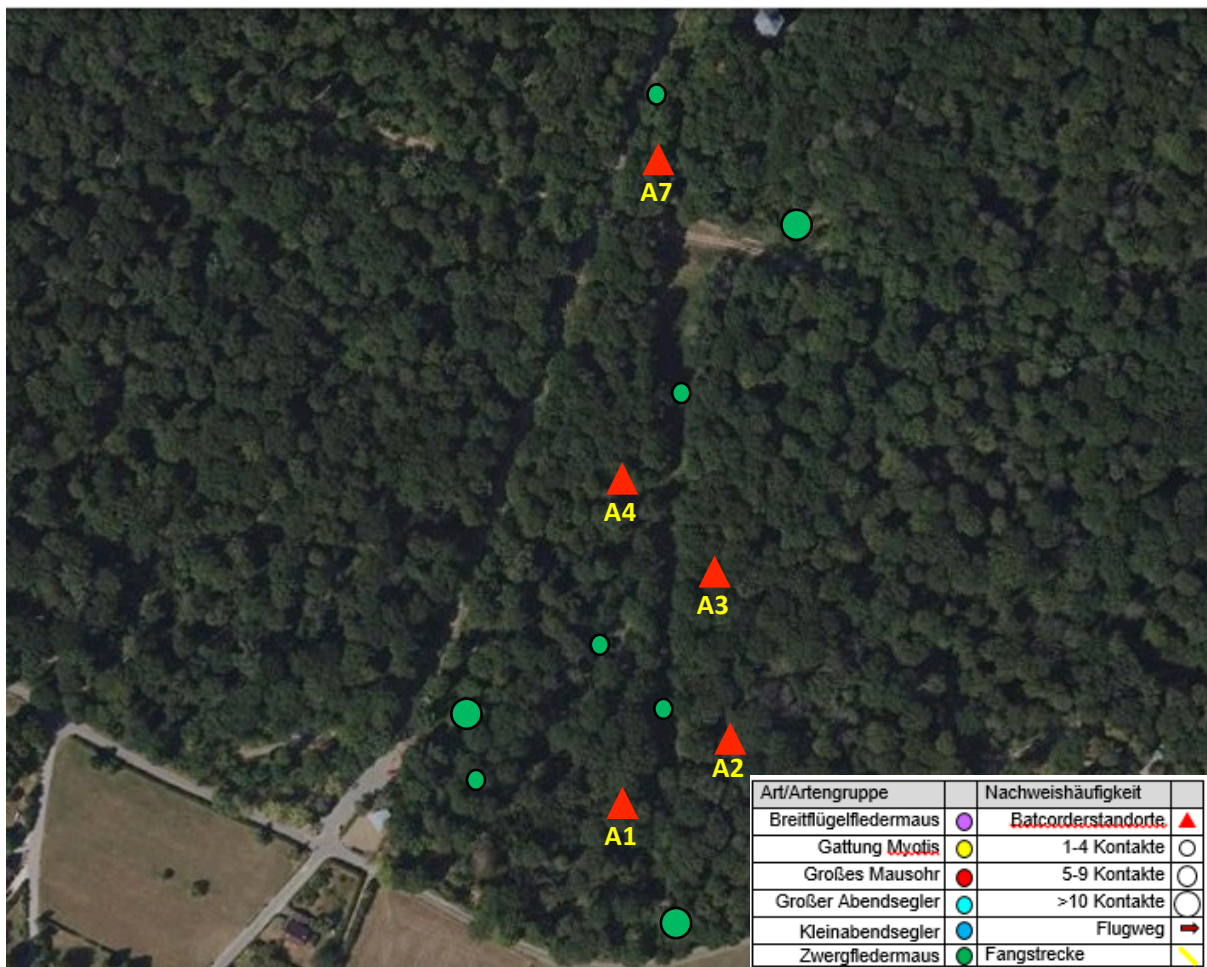 A7
A4
A3
A2
A1
Art/Artengruppe Nachweishäufigkeit
Breitflügelfledermaus Batcorderstandorte
Gattung Myotis 1-4 Kontakte
Großes Mausohr 5-9 Kontakte
Großer Abendsegler >10 Kontakte
Kleinabendsegler Flugweg
Zwergfledermaus Fangstrecke